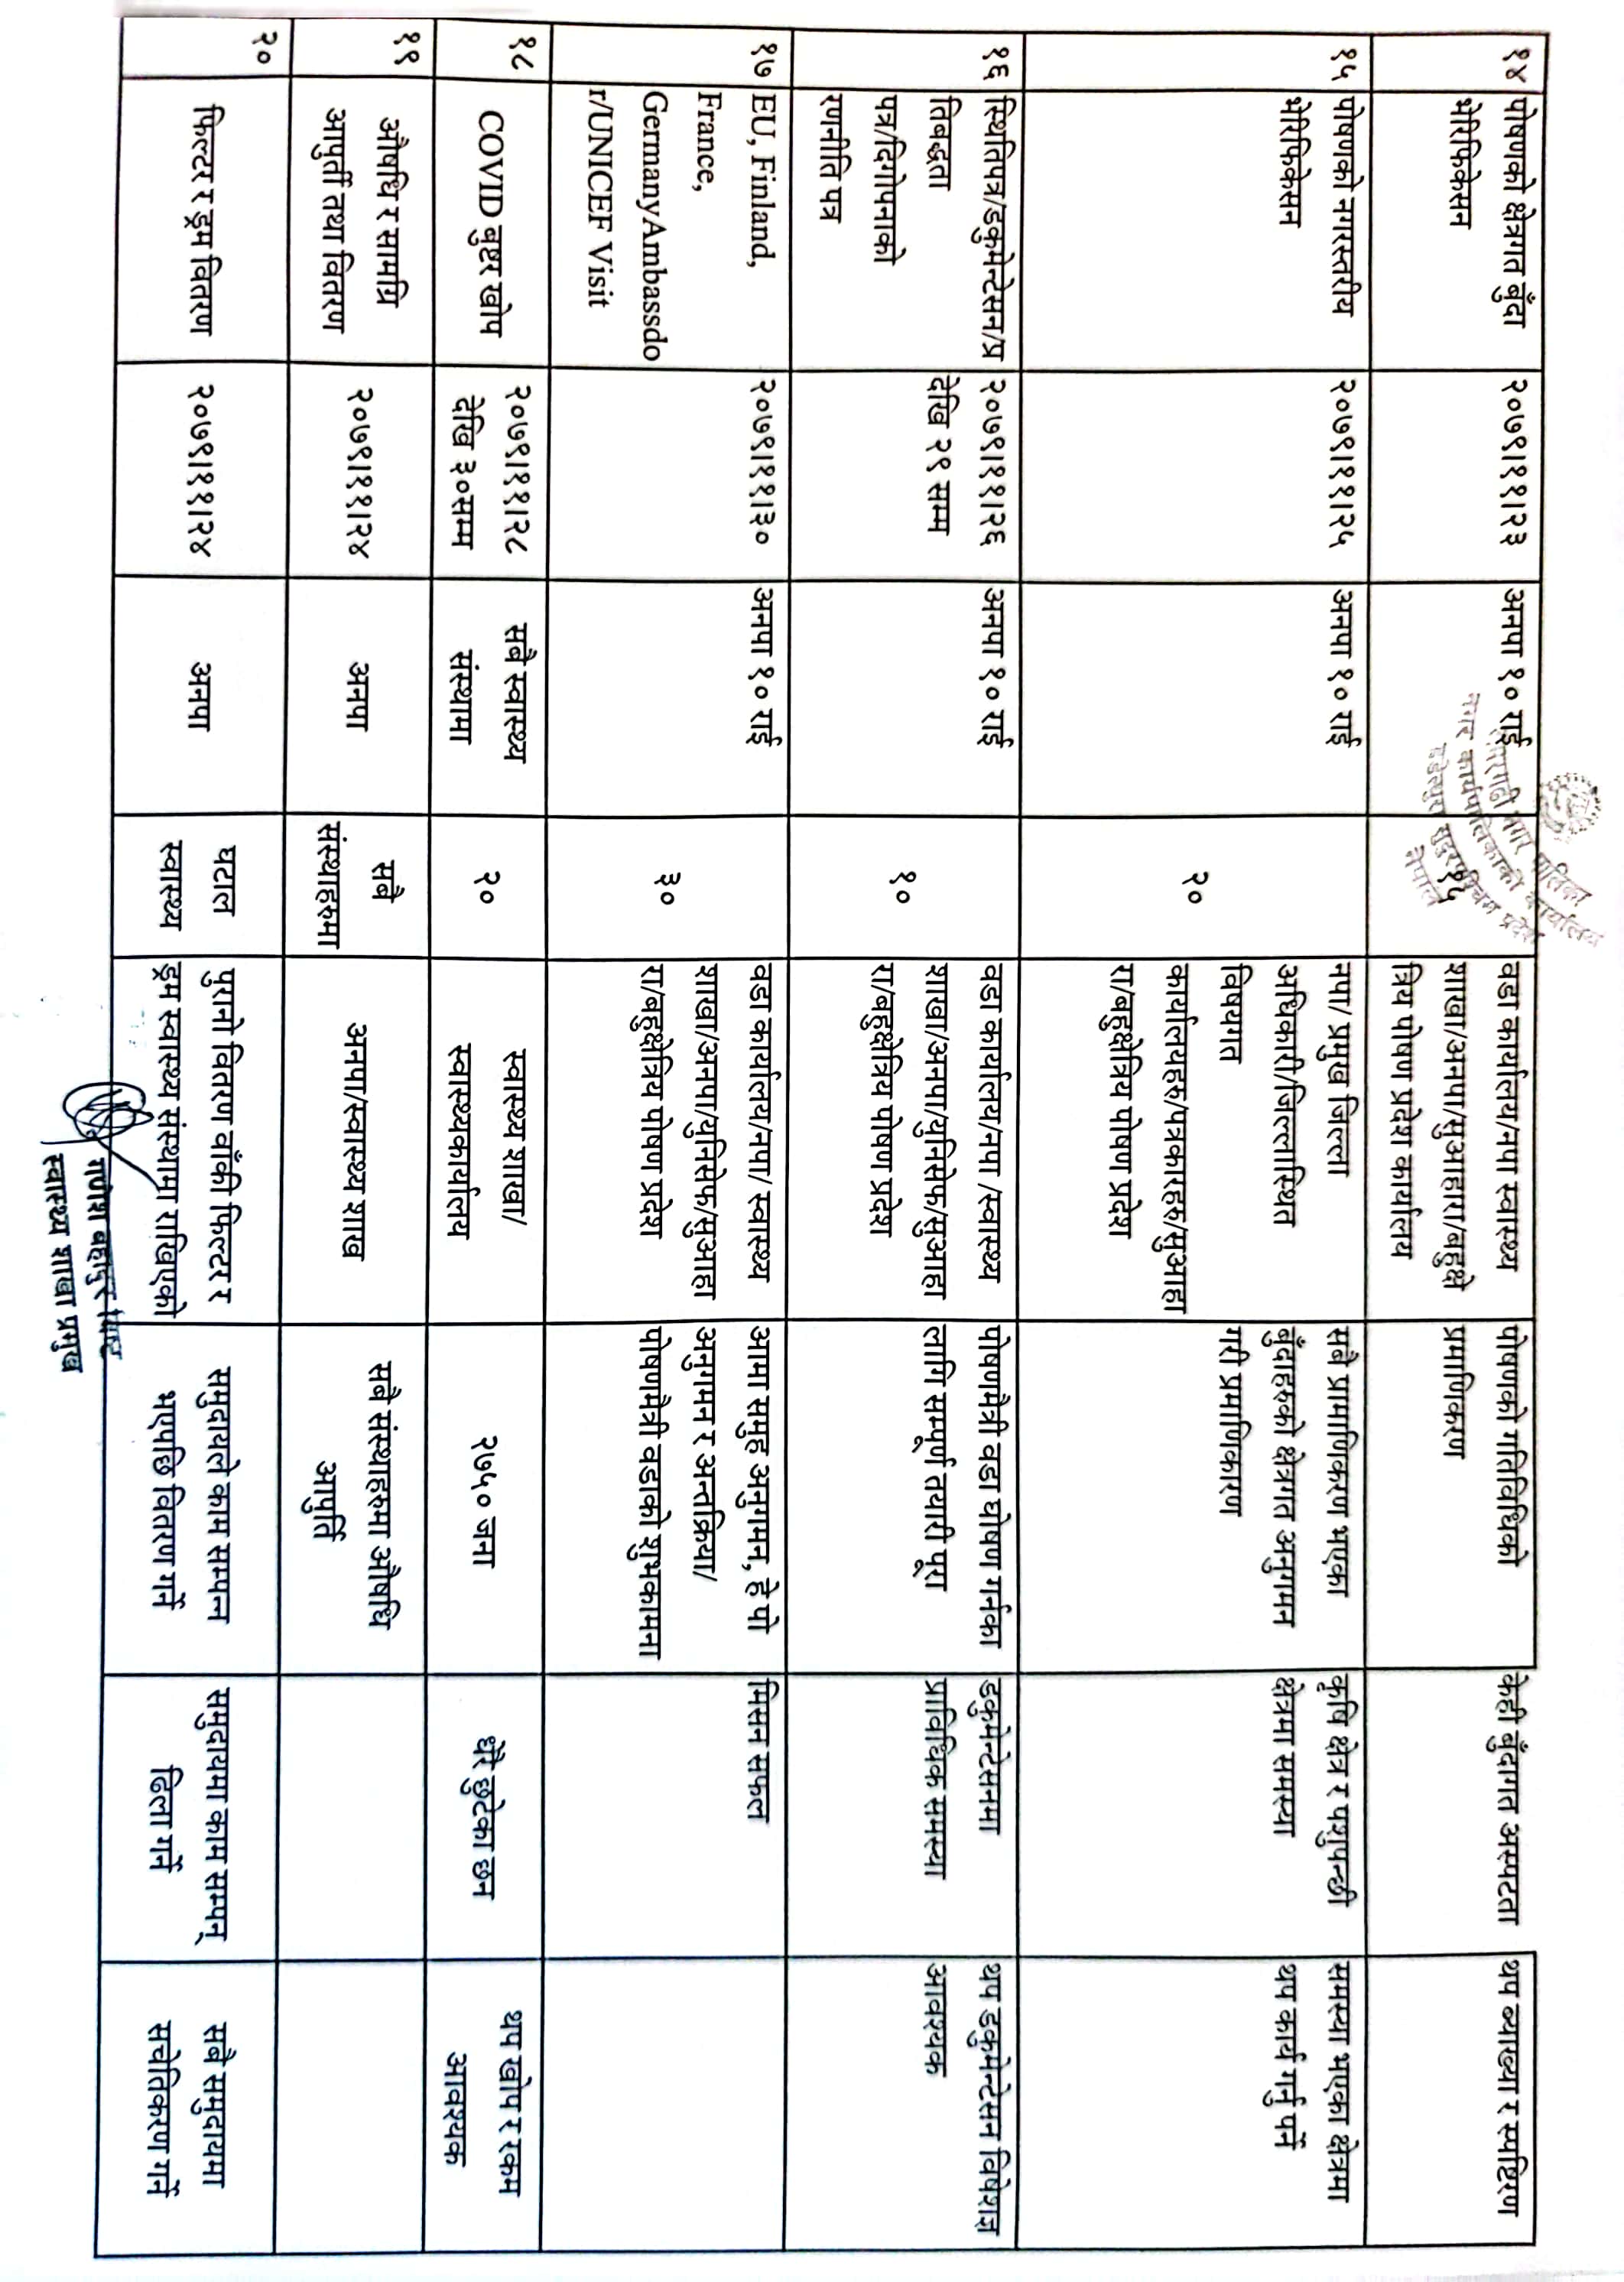 अमरगढी नगर पालिका
नगर कार्यपालिकाको कार्यालय
डडेल्धुरा सुदुरपश्चिम प्रदेश
नेपाल
१४ पोषणको क्षेत्रगत बुँदा २०७९।११।२३ अनपा १० राई वडा कार्यालय/नपा स्वास्थ्य पोषणको गतिविधिको केही बुँदागत अस्पटता थप ब्याख्या र स्पष्टिरण
भेरिफिकेसन १५ शाखा/अनपा/सुआहारा/बहुक्षे प्रमाणिकरण
त्रिय पोषण प्रदेश कार्यालय
१५ पोषणको नगरस्तरीय २०७९।११।२५ अनपा १० राई नपा/ प्रमुख जिल्ला सबै प्रामाणिकरण भएका कृषि क्षेत्र र पशुपन्छी समस्या भएका क्षेत्रमा
भेरिफिकेसन अधिकारी/जिल्लास्थित बुँदाहरुको क्षेत्रगत अनुगमन क्षेत्रमा समस्या थप कार्य गर्नु पर्ने
विषयगत गरी प्रमाणिकारण
२० कार्यालयहरु/पत्रकारहरु/सुआहा
रा/बहुक्षेत्रिय पोषण प्रदेश
१६ स्थितिपत्र/डकुमेन्टेसन/प्र २०७९।११।२६ अनपा १० राई वडा कार्यालय/नपा /स्वास्थ्य पोषणमैत्री वडा घोषण गर्नका डकुमेन्टेसनमा थप डकुमेन्टेसन विषेशज्ञ
तिबद्धता देखि २९ सम्म शाखा/अनपा/युनिसेफ/सुआहा लागि सम्पूर्ण तयारी पूरा प्राविधिक समस्या आवश्यक
पत्र/दिगोपनाको १० रा/बहुक्षेत्रिय पोषण प्रदेश
रणनीति पत्र
१७ EU, Finland, २०७९।११।३० अनपा १० राई वडा कार्यालय/नपा/ स्वास्थ्य आमा समुह अनुगमन, हे पो मिसन सफल
France, शाखा/अनपा/युनिसेफ/सुआहा अनुगमन र अन्तक्रिया/
GermanyAmbassdo ३० रा/बहुक्षेत्रिय पोषण प्रदेश पोषणमैत्री वडाको शुभकामना
r/UNICEF Visit
१८ COVID बुष्टर खोप २०७९।११।२८ सबै स्वास्थ्य २० स्वास्थ्य शाखा/ २७५० जना धेरै छुटेका छन थप खोप र रकम
देखि ३०सम्म संस्थामा स्वास्थ्यकार्यालय आवश्यक
१९ औषधि र सामग्रि २०७९।११।२४ अनपा सबै अनपा/स्वास्थ्य शाख सबै संस्थाहरुमा औषधि
आपुर्ती तथा वितरण संस्थाहरुमा आपुर्ति
२० फिल्टर र ड्रम वितरण २०७९।११।२४ अनपा घटाल पुरानो वितरण वाँकी फिल्टर र समुदायले काम सम्पन्न समुदायमा काम सम्पन् सबै समुदायमा
स्वास्थ्य ड्रम स्वास्थ्य संस्थामा राखिएको भएपछि वितरण गर्ने ढिला गर्ने सचेतिकरण गर्ने
गणेश बहादुर विष्ट
स्वास्थ्य शाखा प्रमुख